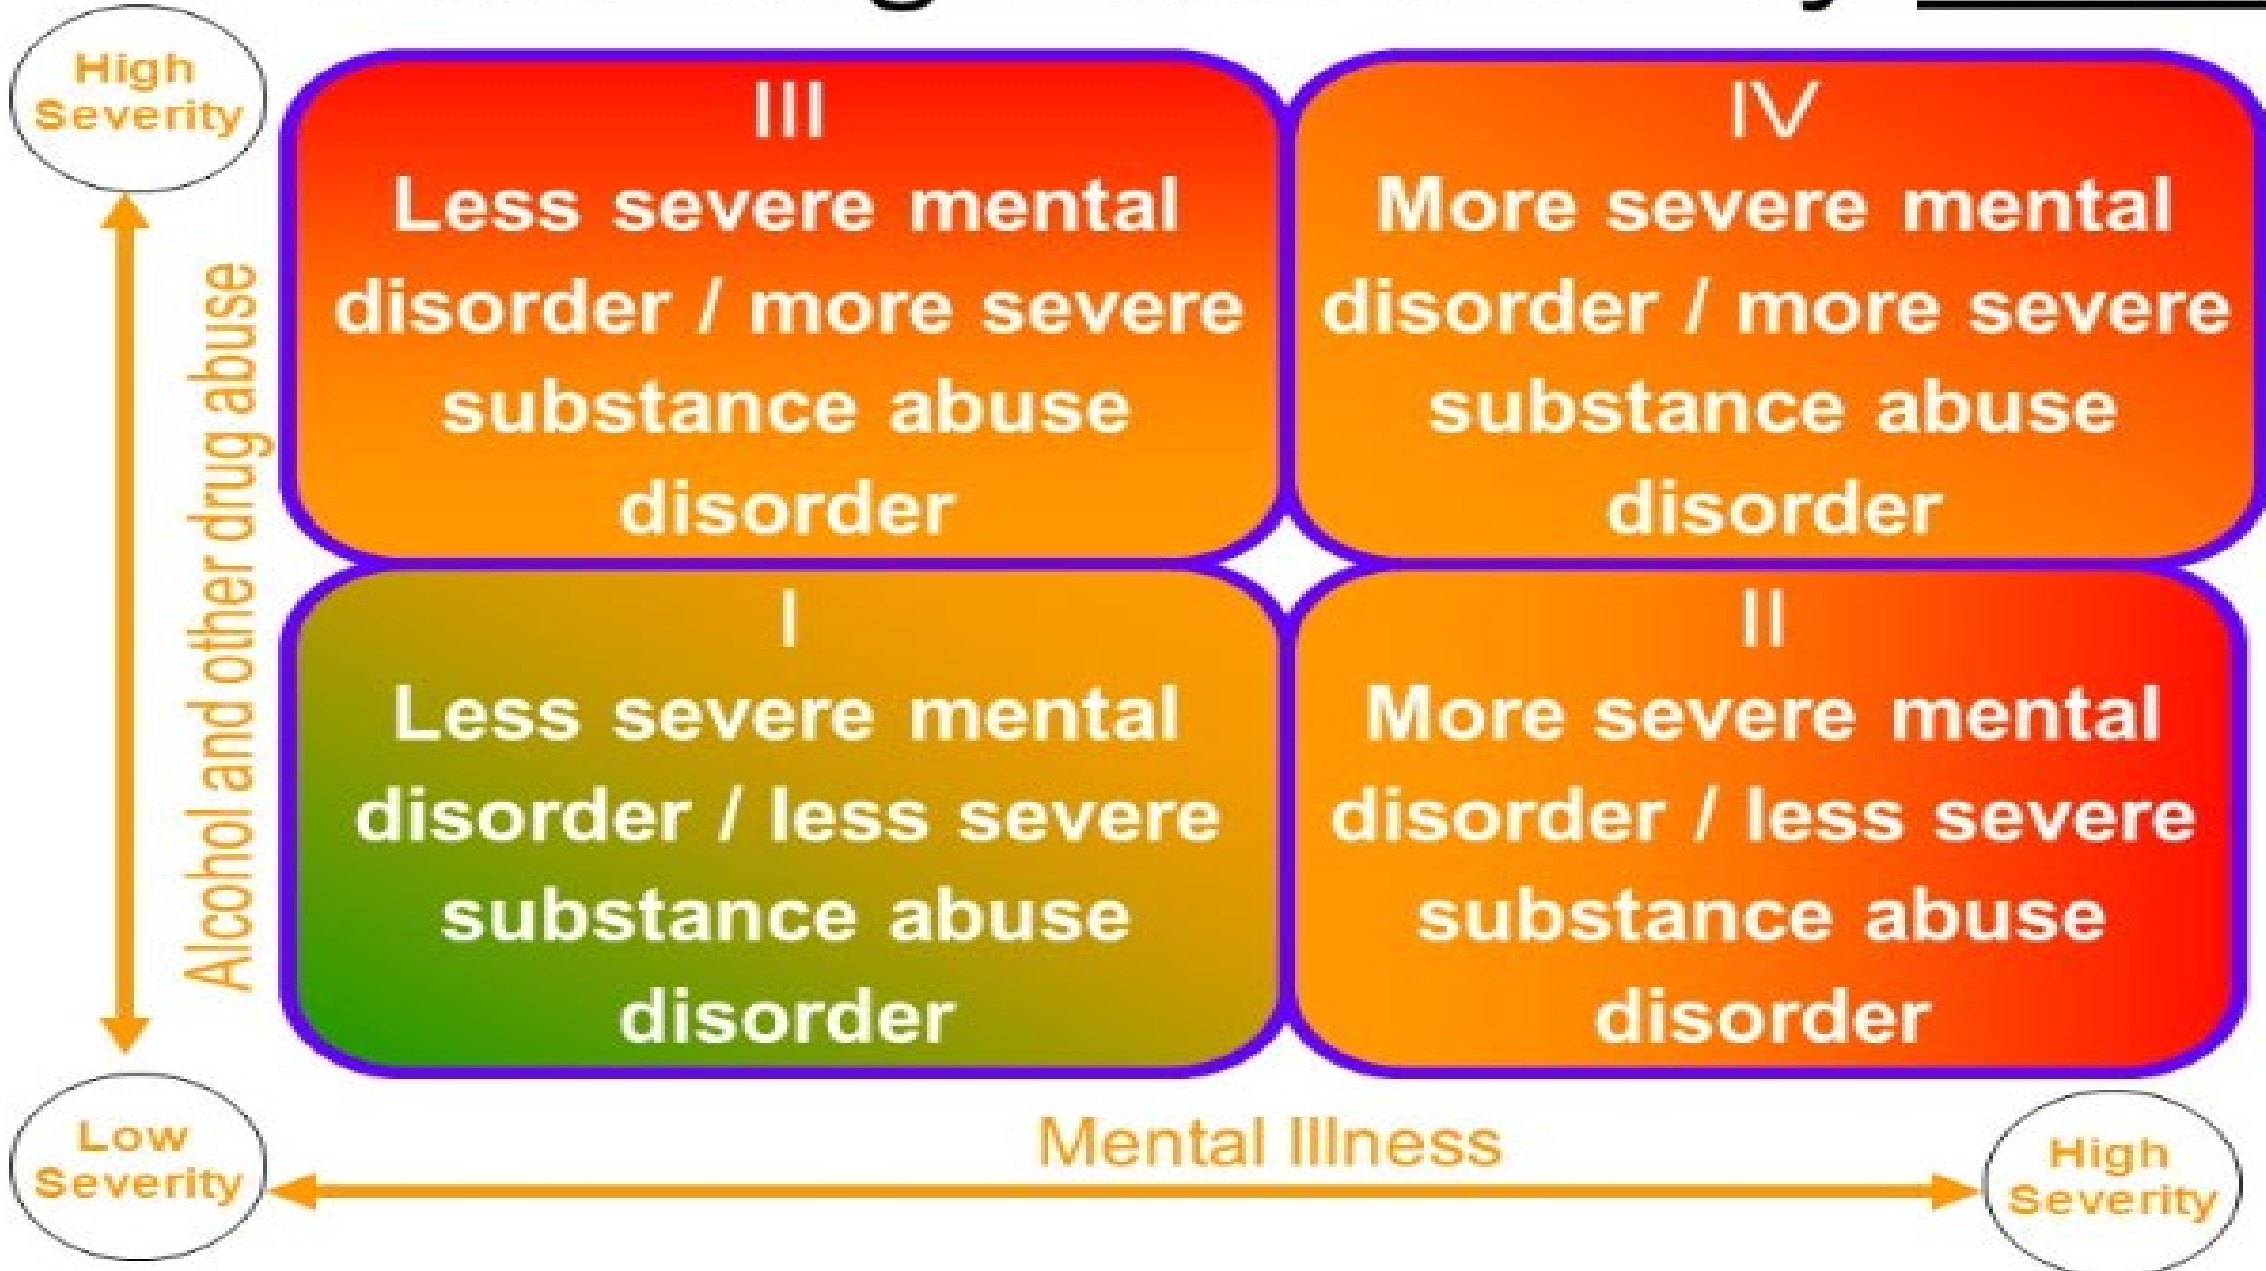 High
Severity
III
Less severe mental
disorder / more severe
substance abuse
disorder
IV
More severe mental
disorder / more severe
substance abuse
disorder
Alcohol and other drug abuse
I
Less severe mental
disorder / less severe
substance abuse
disorder
II
More severe mental
disorder / less severe
substance abuse
disorder
Low
Severity
Mental Illness
High
Severity